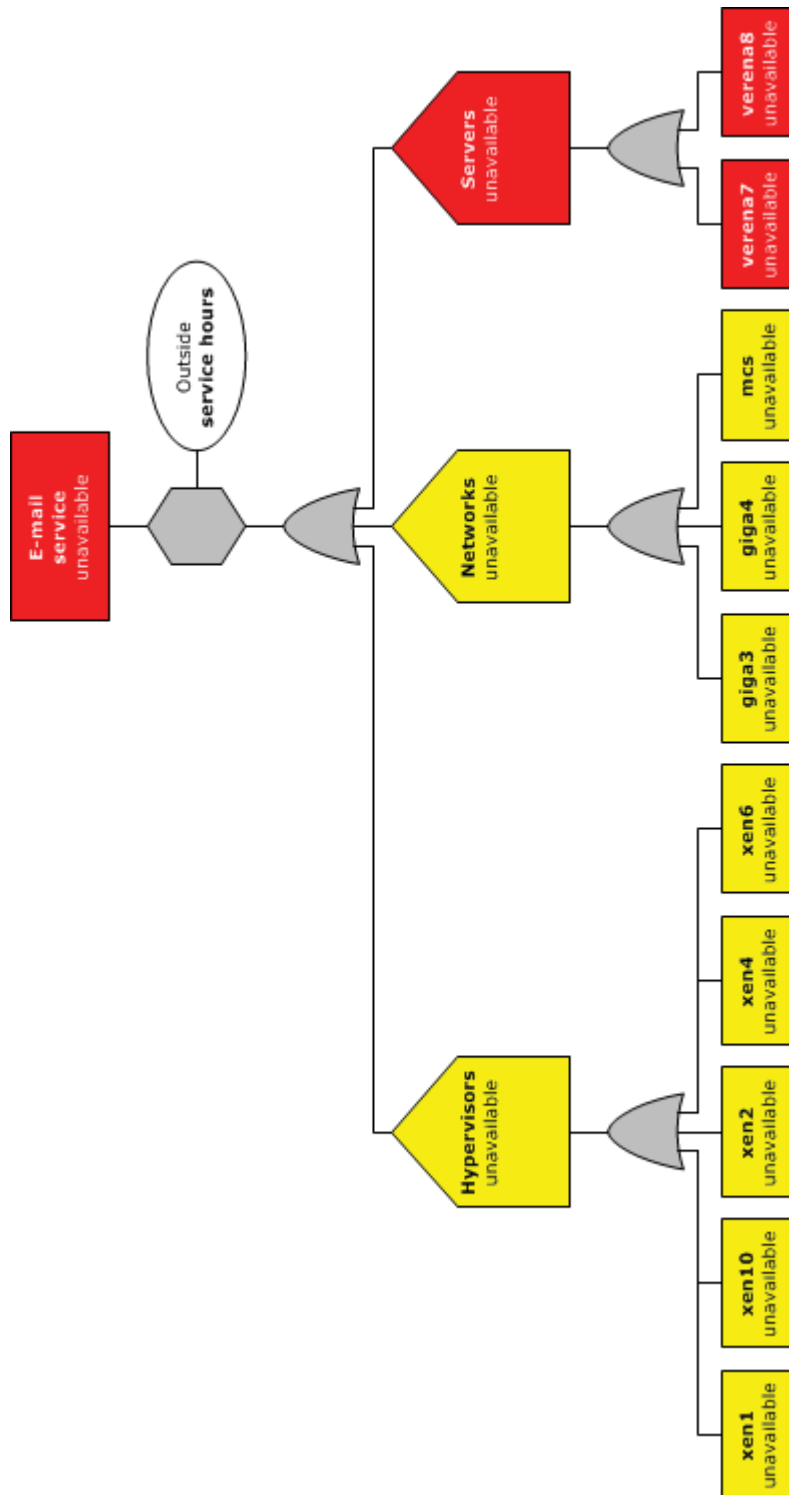 E-mail
service
unavailable
Outside
service hours
Hypervisors
unavailable
Networks
unavailable
Servers
unavailable
xen1
unavailable
xen10
unavailable
xen2
unavailable
xen4
unavailable
xen6
unavailable
giga3
unavailable
giga4
unavailable
mcs
unavailable
verena7
unavailable
verena8
unavailable